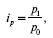 i_p = p_1 / p_0 ,